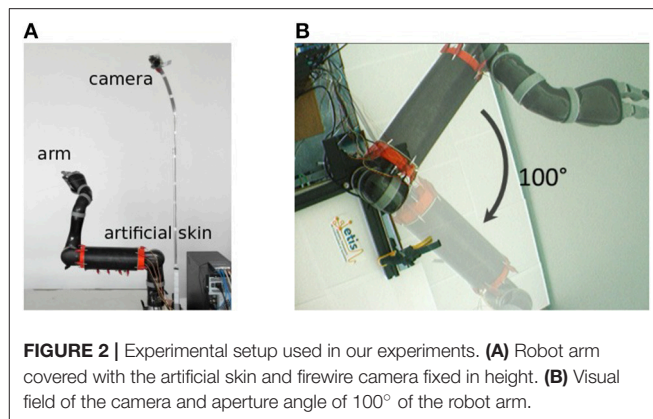 A
camera
arm
artificial skin
B
100°
etis
FIGURE 2 | Experimental setup used in our experiments. (A) Robot arm
covered with the artificial skin and firewire camera fixed in height. (B) Visual
field of the camera and aperture angle of 100° of the robot arm.